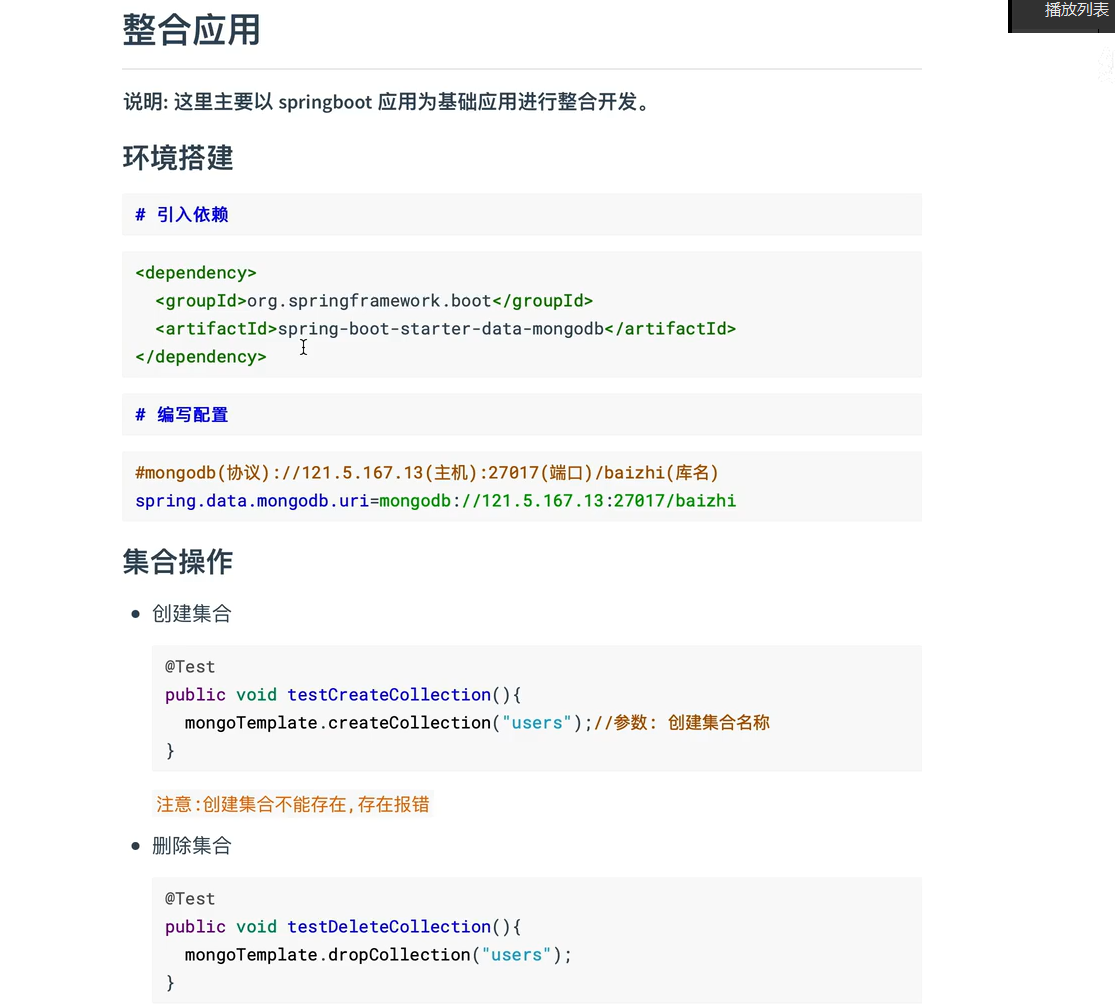 播放列表
整合应用
说明: 这里主要以 springboot 应用为基础应用进行整合开发。
环境搭建
# 引入依赖
<dependency>
  <groupId>org.springframework.boot</groupId>
  <artifactId>spring-boot-starter-data-mongodb</artifactId>
</dependency>
# 编写配置
#mongodb(协议)://121.5.167.13(主机):27017(端口)/baizhi(库名)
spring.data.mongodb.uri=mongodb://121.5.167.13:27017/baizhi
集合操作
• 创建集合
@Test
public void testCreateCollection(){
  mongoTemplate.createCollection("users");//参数: 创建集合名称
}
注意:创建集合不能存在,存在报错
• 删除集合
@Test
public void testDeleteCollection(){
  mongoTemplate.dropCollection("users");
}